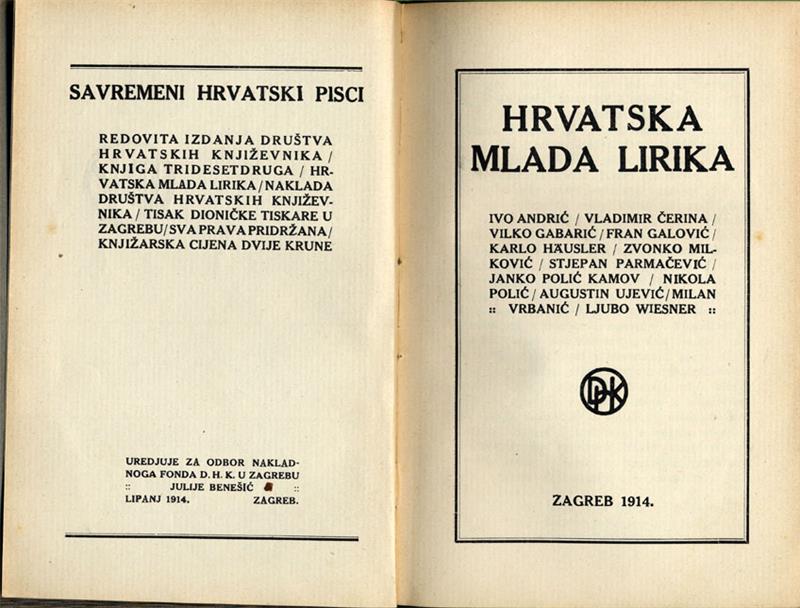 SAVREMENI HRVATSKI PISCI
REDOVITA IZDANJA DRUŠTVA
HRVATSKIH KNJIŽEVNIKA /
KNJIGA TRIDESETDRUGA / HR-
VATSKA MLADA LIRIKA / NAKLADA
DRUŠTVA HRVATSKIH KNJIŽEV-
NIKA / TISAK DIONIČKE TISKARE U
ZAGREBU / SVA PRAVA PRIDRŽANA /
KNJIŽARSKA CIJENA DVIJE KRUNE
UREDJUJE ZA ODBOR NAKLAD-
NOGA FONDA D. H. K. U ZAGREBU
:: JULIJE BENEŠIĆ ::
LIPANJ 1914. ZAGREB.
HRVATSKA
MLADA LIRIKA
IVO ANDRIĆ / VLADIMIR ČERINA /
VILKO GABARIĆ / FRAN GALOVIĆ /
KARLO HÄUSLER / ZVONKO MIL-
KOVIĆ / STJEPAN PARMAČEVIĆ /
JANKO POLIĆ KAMOV / NIKOLA
POLIĆ / AUGUSTIN UJEVIĆ / MILAN
:: VRBANIĆ / LJUBO WIESNER ::
DHK
ZAGREB 1914.